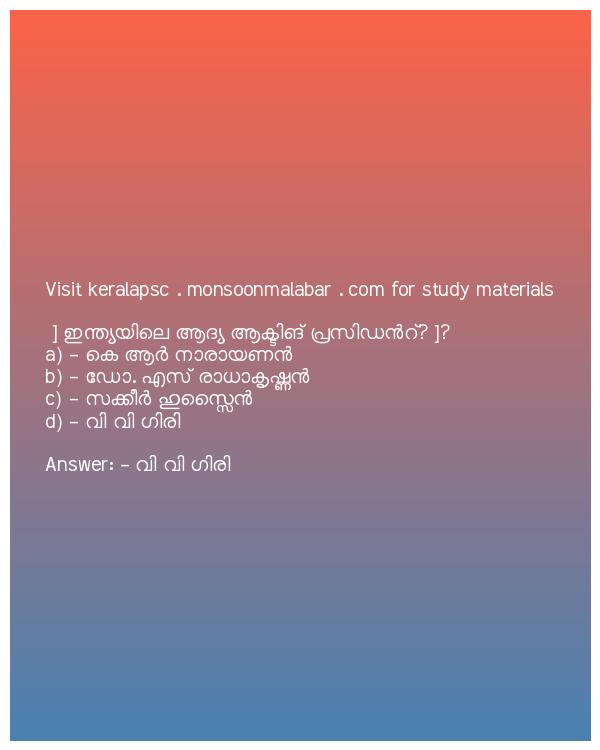 Visit keralapsc . monsoonmalabar . com for study materials
] ഇന്ത്യയിലെ ആദ്യ ആക്ടിങ് പ്രസിഡൻറ്? ]?
a) - കെ ആർ നാരായണൻ
b) - ഡോ. എസ് രാധാകൃഷ്ണൻ
c) - സക്കീർ ഹുസ്സൈൻ
d) - വി വി ഗിരി
Answer: - വി വി ഗിരി